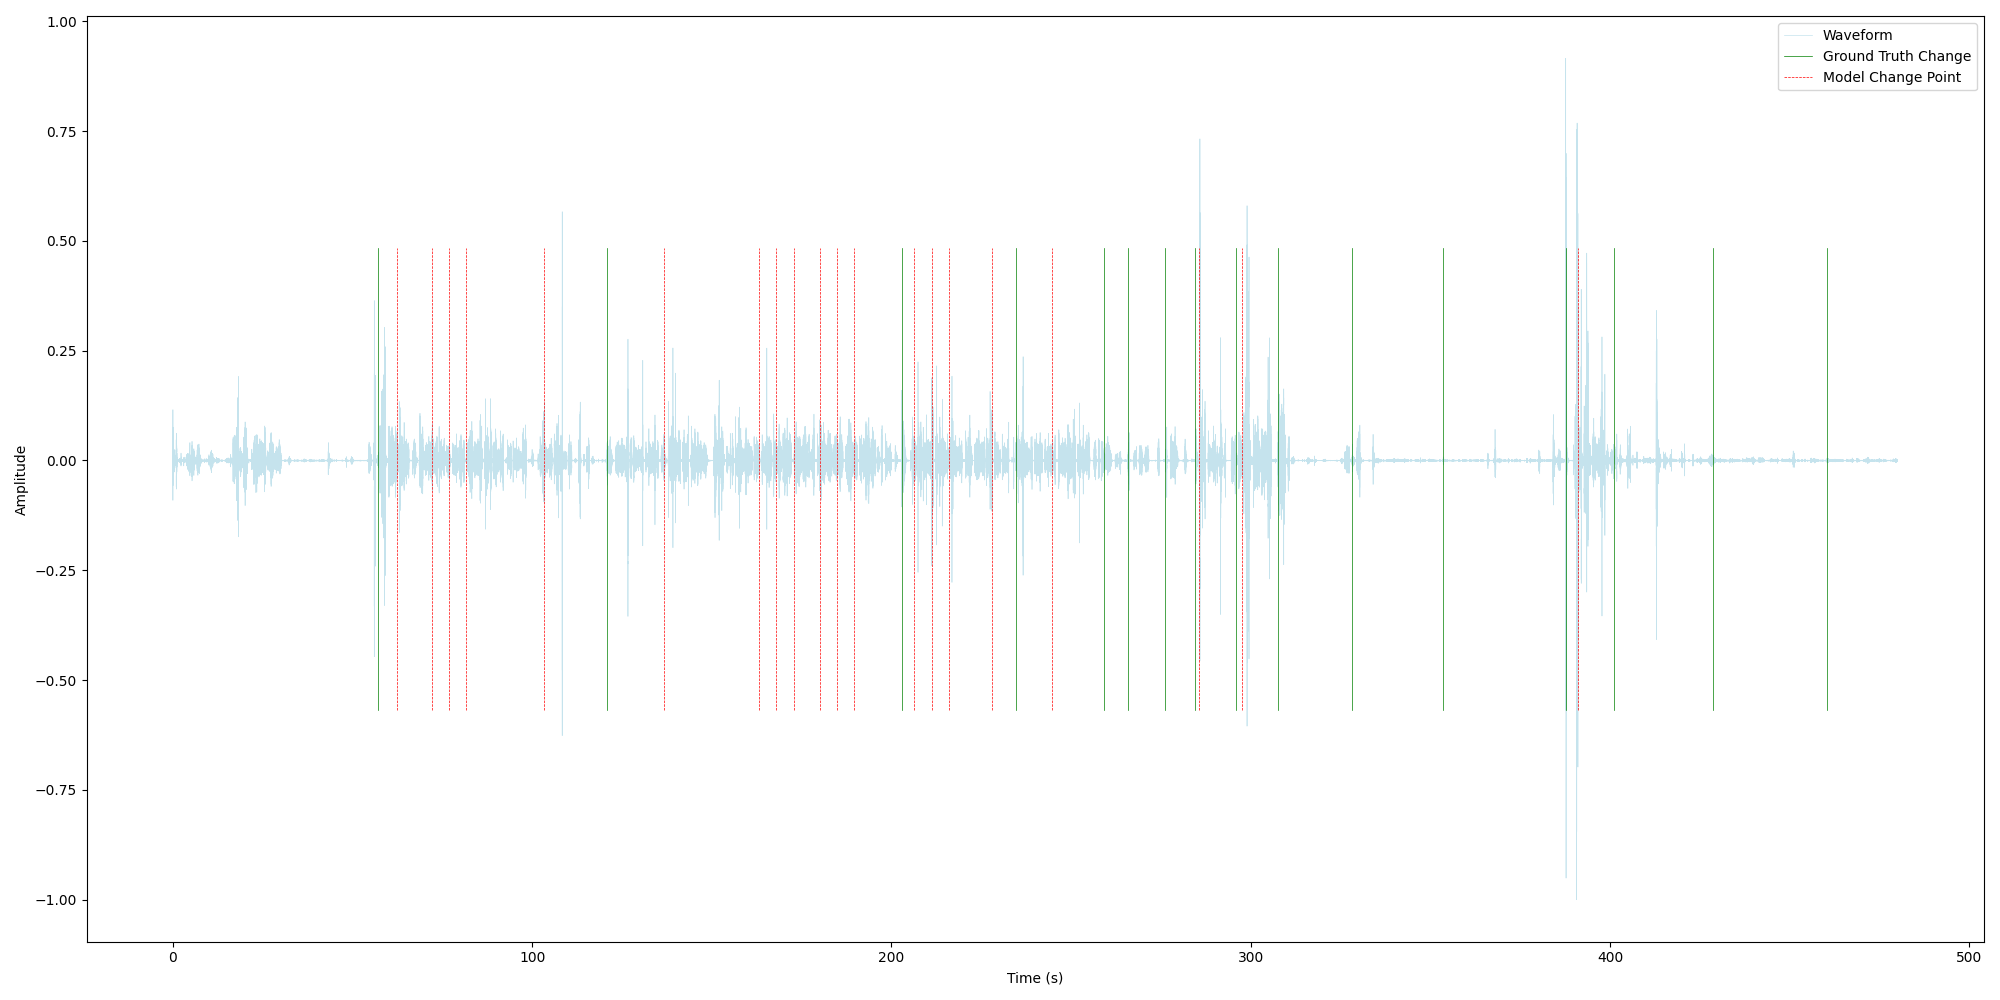 1.00
0.75
0.50
0.25
0.00
−0.25
−0.50
−0.75
−1.00
Amplitude
Waveform
Ground Truth Change
Model Change Point
0 100 200 300 400 500
Time (s)